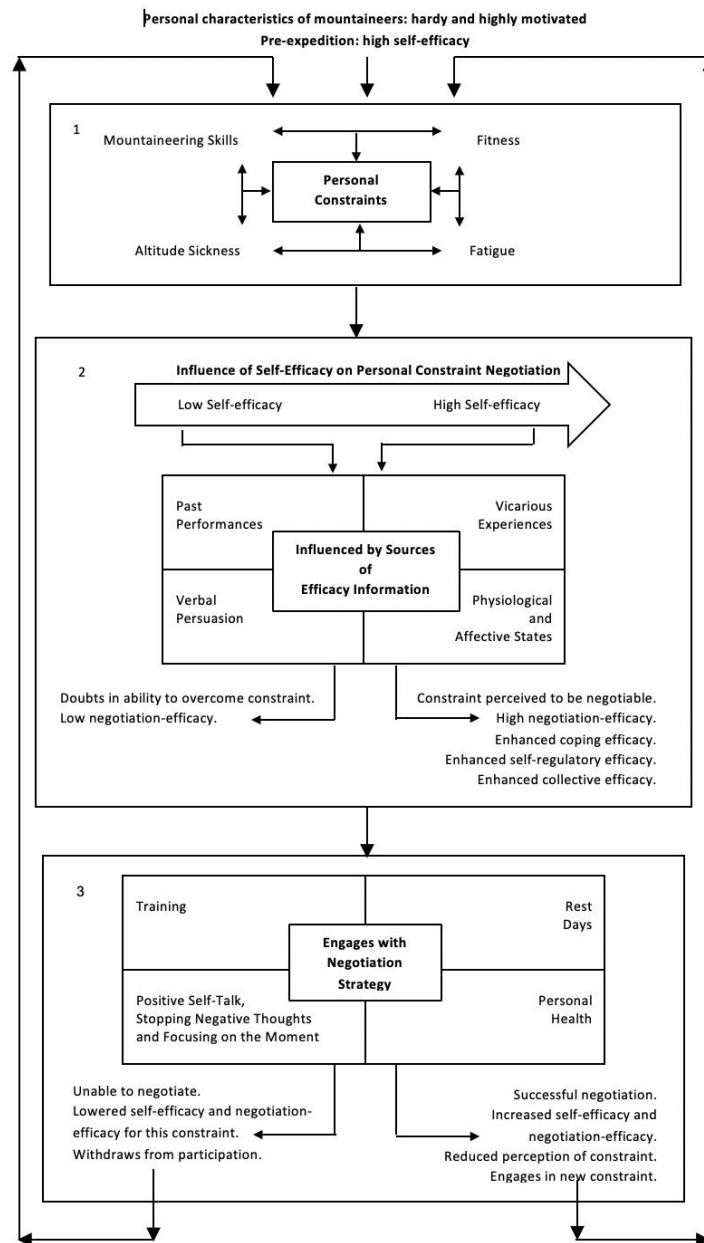 Personal characteristics of mountaineers: hardy and highly motivated
Pre-expedition: high self-efficacy
1
Mountaineering Skills
Fitness
Personal
Constraints
Altitude Sickness
Fatigue
2
Influence of Self-Efficacy on Personal Constraint Negotiation
Low Self-efficacy
High Self-efficacy
Past
Performances
Vicarious
Experiences
Influenced by Sources
of
Efficacy Information
Verbal
Persuasion
Physiological
and
Affective States
Doubts in ability to overcome constraint.
Low negotiation-efficacy.
Constraint perceived to be negotiable.
High negotiation-efficacy.
Enhanced coping efficacy.
Enhanced self-regulatory efficacy.
Enhanced collective efficacy.
3
Training
Rest
Days
Engages with
Negotiation
Strategy
Positive Self-Talk,
Stopping Negative Thoughts
and Focusing on the Moment
Personal
Health
Unable to negotiate.
Lowered self-efficacy and negotiation-
efficacy for this constraint.
Withdraws from participation.
Successful negotiation.
Increased self-efficacy and
negotiation-efficacy.
Reduced perception of constraint.
Engages in new constraint.